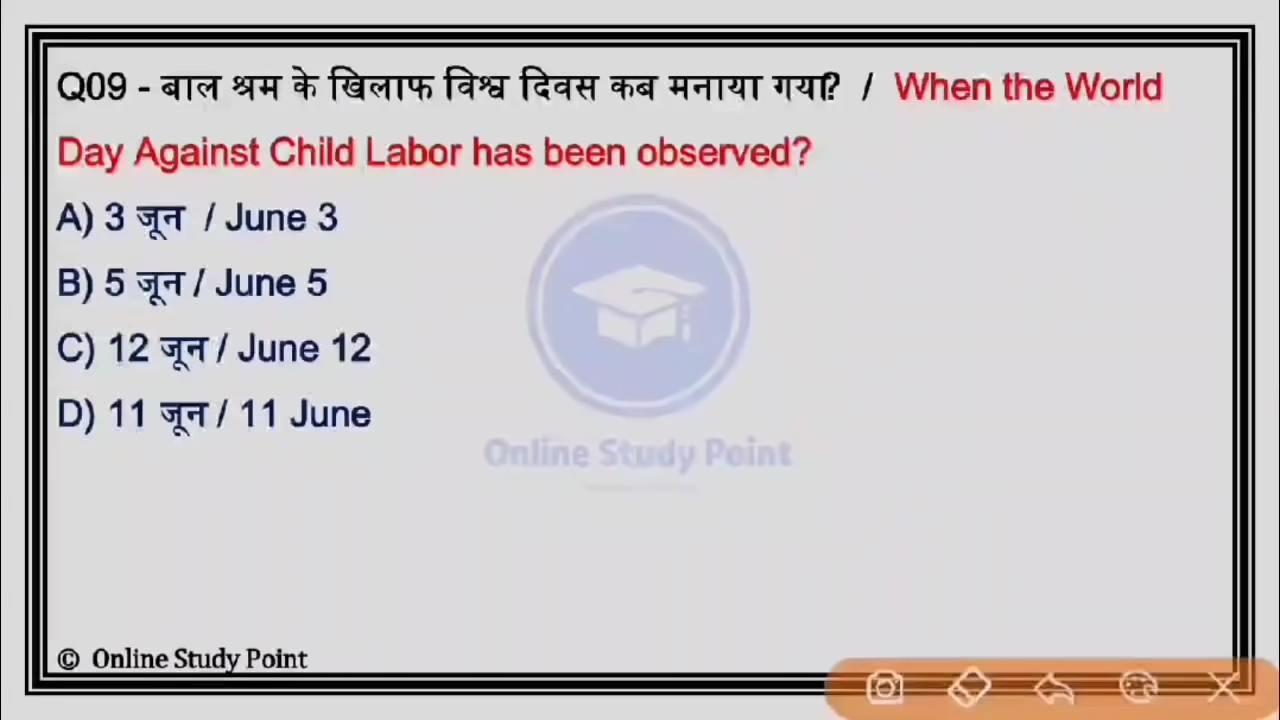 Q09 - बाल श्रम के खिलाफ विश्व दिवस कब मनाया गया? / When the World
Day Against Child Labor has been observed?
A) 3 जून / June 3
B) 5 जून / June 5
C) 12 जून / June 12
D) 11 जून / 11 June
Online Study Point
© Online Study Point